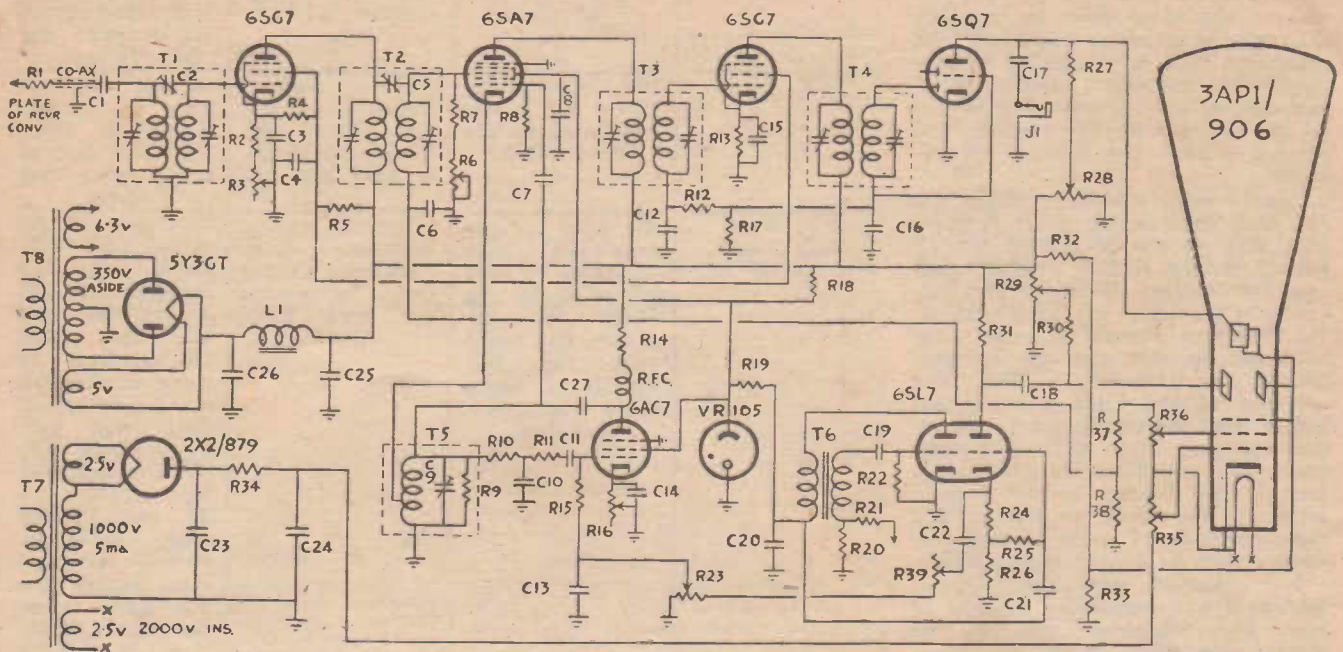 6SG7
6SA7
6SG7
6SQ7
T1
C2
R1
CO-AX
C1
PLATE
OF RCVR
CONV
R4
R2
C3
R3
C4
R5
T2
C5
R7
R6
C6
R8
C8
C7
T3
R13
C15
C12
R12
R17
T4
C16
C17
J1
R27
R28
3AP1/
906
T8
6.3v
350V
ASIDE
5v
5Y3GT
L1
C26
C25
R14
R.F.C.
R18
R32
R29
R30
R31
C18
C27
6AC7
R19
VR105
6SL7
T5
C
9
R9
R10
R11
C11
C10
R15
R16
C14
C13
R23
C20
T6
C19
R22
R21
R20
C22
R24
R25
R26
R39
C21
R
37
R
38
R36
R35
R33
T7
2.5v
2X2/879
R34
1000v
5ma
C23
C24
x
2.5v 2000V INS.
x
x x